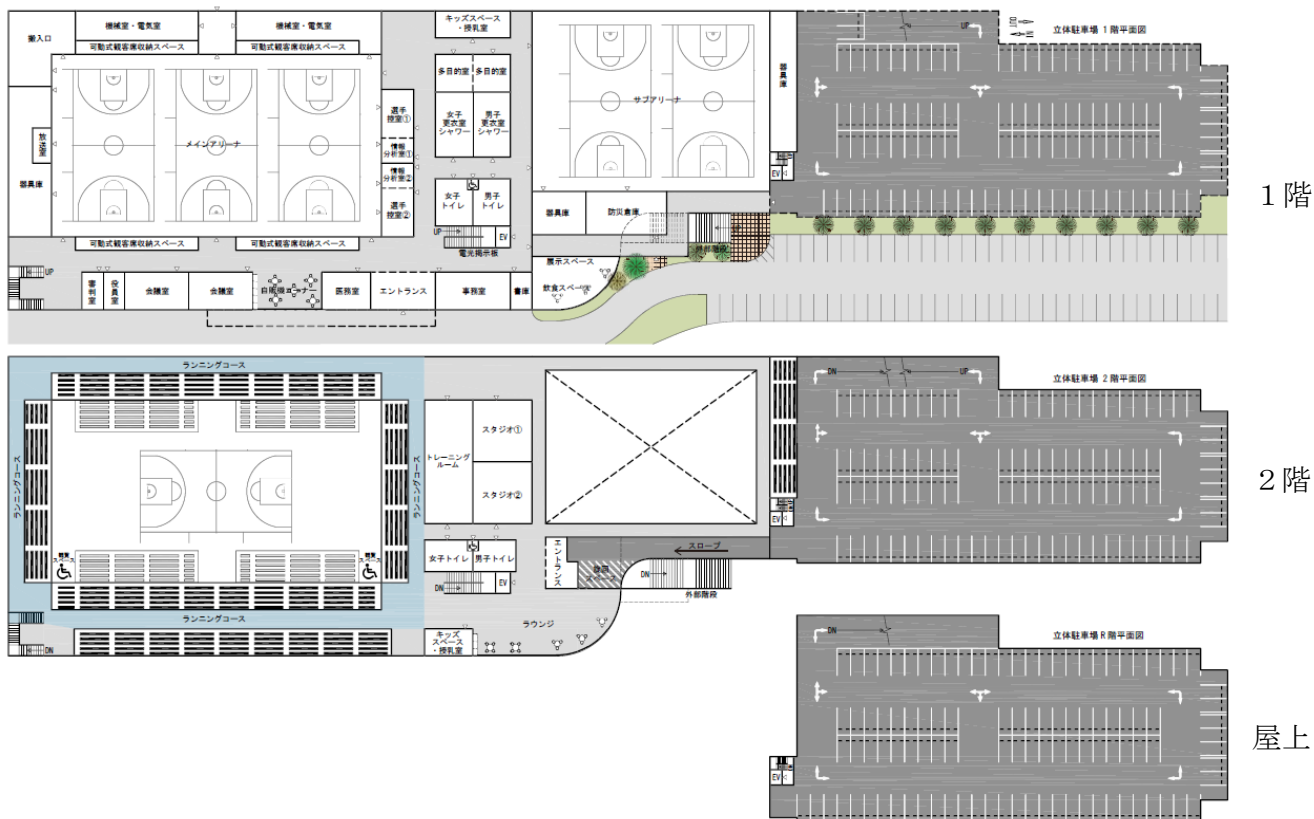 搬入口
機械室・電気室
機械室・電気室
可動式観客席収納スペース
可動式観客席収納スペース
キッズスペース
・授乳室
多目的室
多目的室
女子
更衣室
シャワー
男子
更衣室
シャワー
選手
控室①
情報
分析室①
情報
分析室②
選手
控室②
放送室
器具庫
メインアリーナ
サブアリーナ
器具庫
女子
トイレ
男子
トイレ
UP
EV
電光掲示板
可動式観客席収納スペース
可動式観客席収納スペース
器具庫
防災倉庫
外部階段
展示スペース
飲食スペース
UP
審判室
役員室
会議室
会議室
自販機コーナー
医務室
エントランス
事務室
書庫
EV
UP
OUT
IN
立体駐車場 1階平面図
1階
ランニングコース
ランニングコース
ランニングコース
ランニングコース
観覧
スペース
観覧
スペース
トレーニング
ルーム
スタジオ①
スタジオ②
女子トイレ
男子トイレ
DN
EV
エントランス
スロープ
DN
外部階段
ラウンジ
キッズ
スペース
・授乳室
DN
EV
DN
UP
立体駐車場 2階平面図
2階
DN
EV
立体駐車場R階平面図
屋上